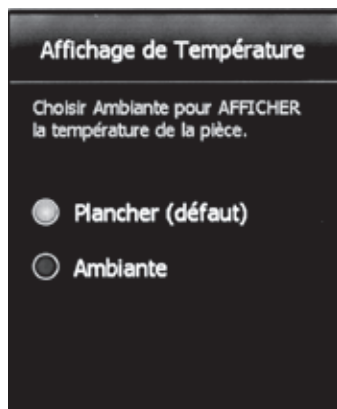 Affichage de Température
Choisir Ambiante pour AFFICHER
la température de la pièce.
Plancher (défaut)
Ambiante